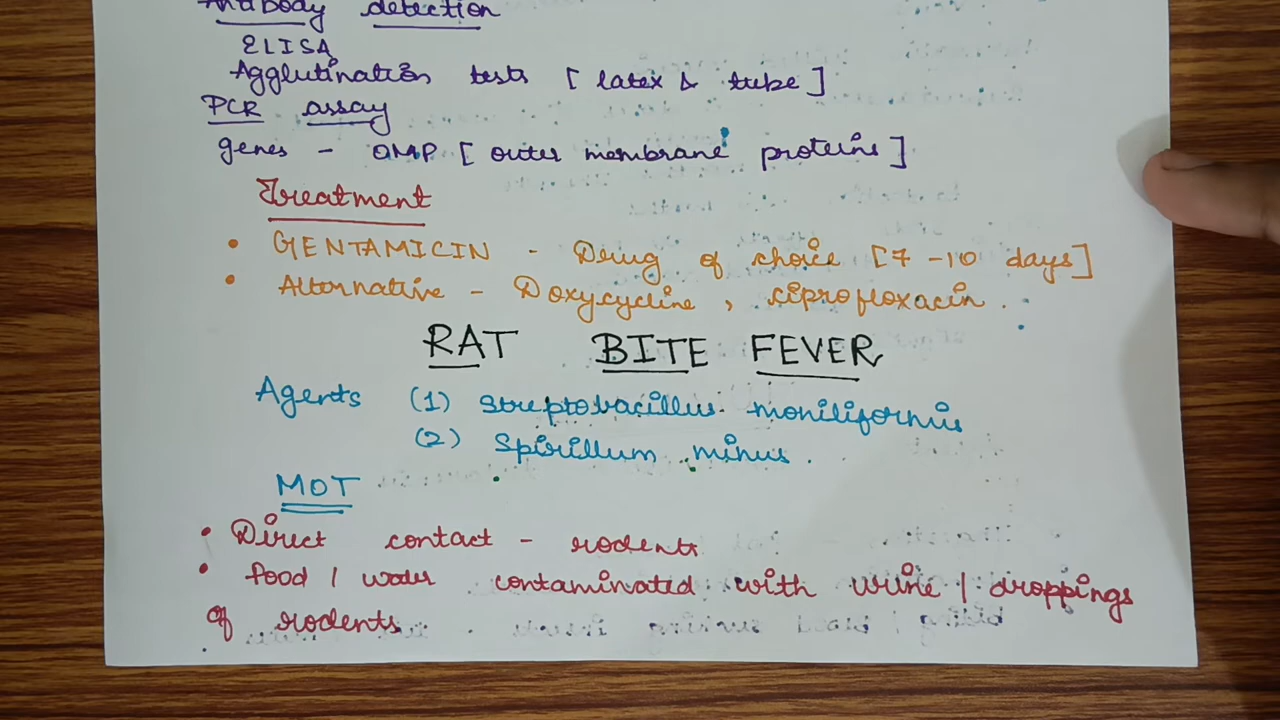 Antibody detection
ELISA
Agglutination tests [ latex & tube ]
PCR assay
genes - OMP [ outer membrane proteins ]
Treatment
• GENTAMICIN - Drug of choice [ 7 - 10 days ]
• Alternative - Doxycycline , ciprofloxacin .
RAT BITE FEVER
Agents (1) Streptobacillus moniliformis
(2) Spirillum minus .
MOT
• Direct contact - rodents
• food / water contaminated with urine / droppings
of rodents